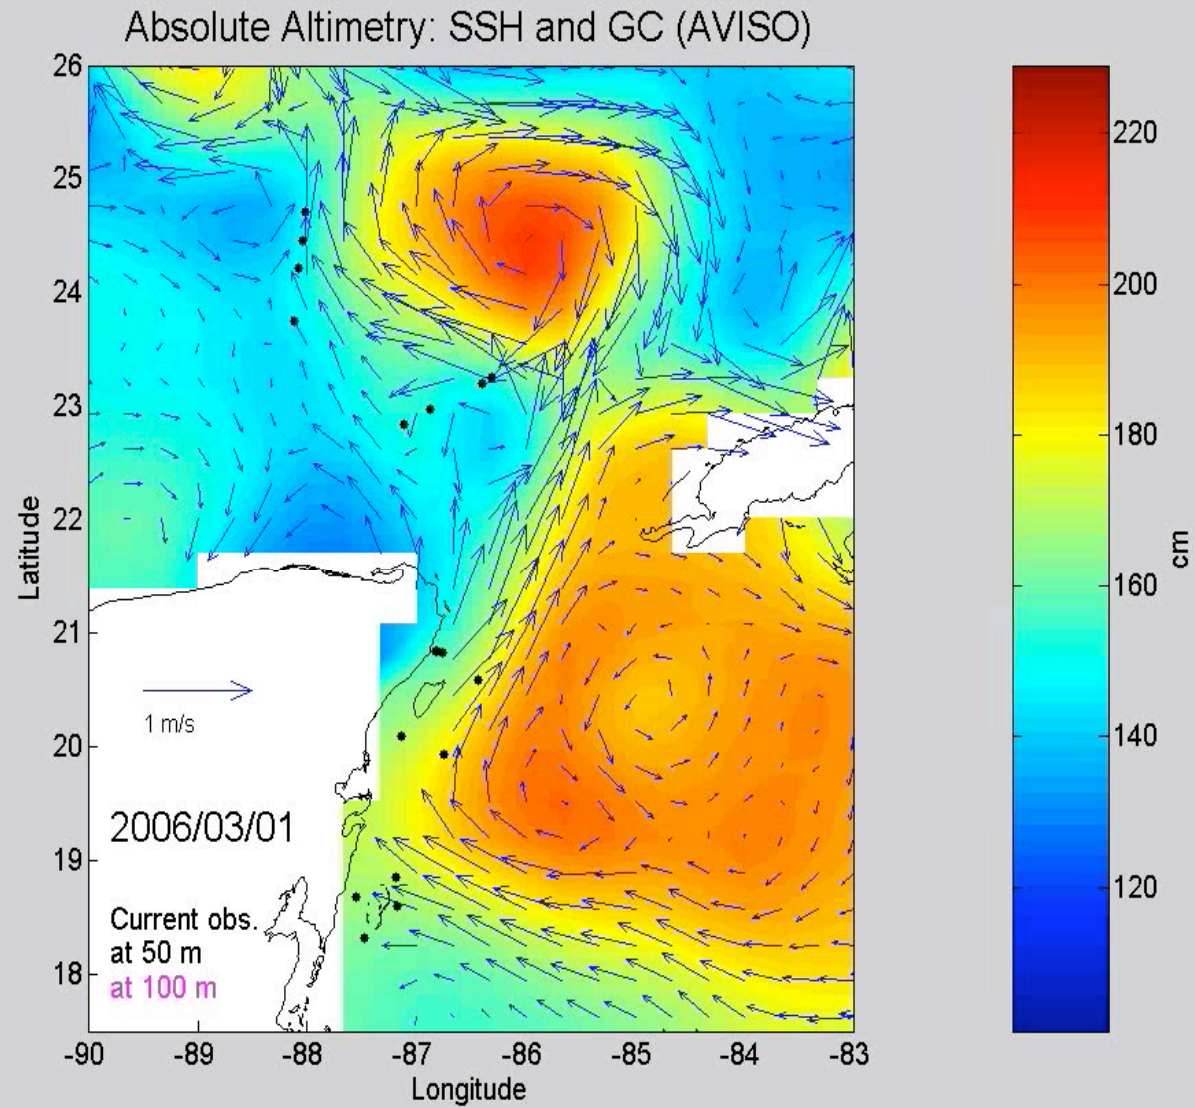 Absolute Altimetry: SSH and GC (AVISO)
26
25
24
23
22
21
20
19
18
Latitude
1 m/s
2006/03/01
Current obs.
at 50 m
at 100 m
-90 -89 -88 -87 -86 -85 -84 -83
Longitude
220
200
180
160
140
120
cm